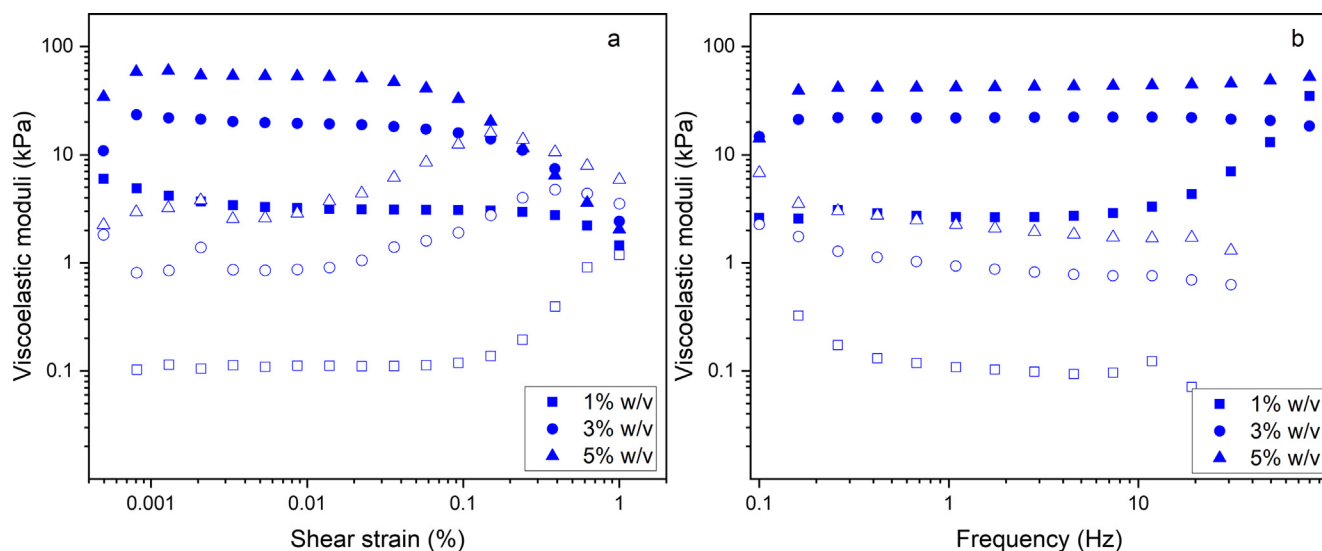 a
100
10
1
0.1
Viscoelastic moduli (kPa)
1% w/v
3% w/v
5% w/v
0.001 0.01 0.1 1
Shear strain (%)
b
100
10
1
0.1
Viscoelastic moduli (kPa)
1% w/v
3% w/v
5% w/v
0.1 1 10
Frequency (Hz)